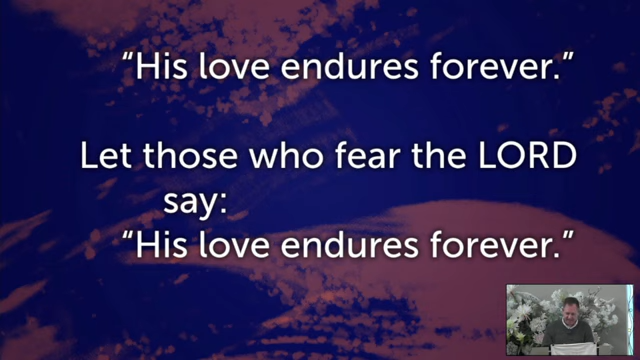 “His love endures forever.”
Let those who fear the LORD
say:
“His love endures forever.”